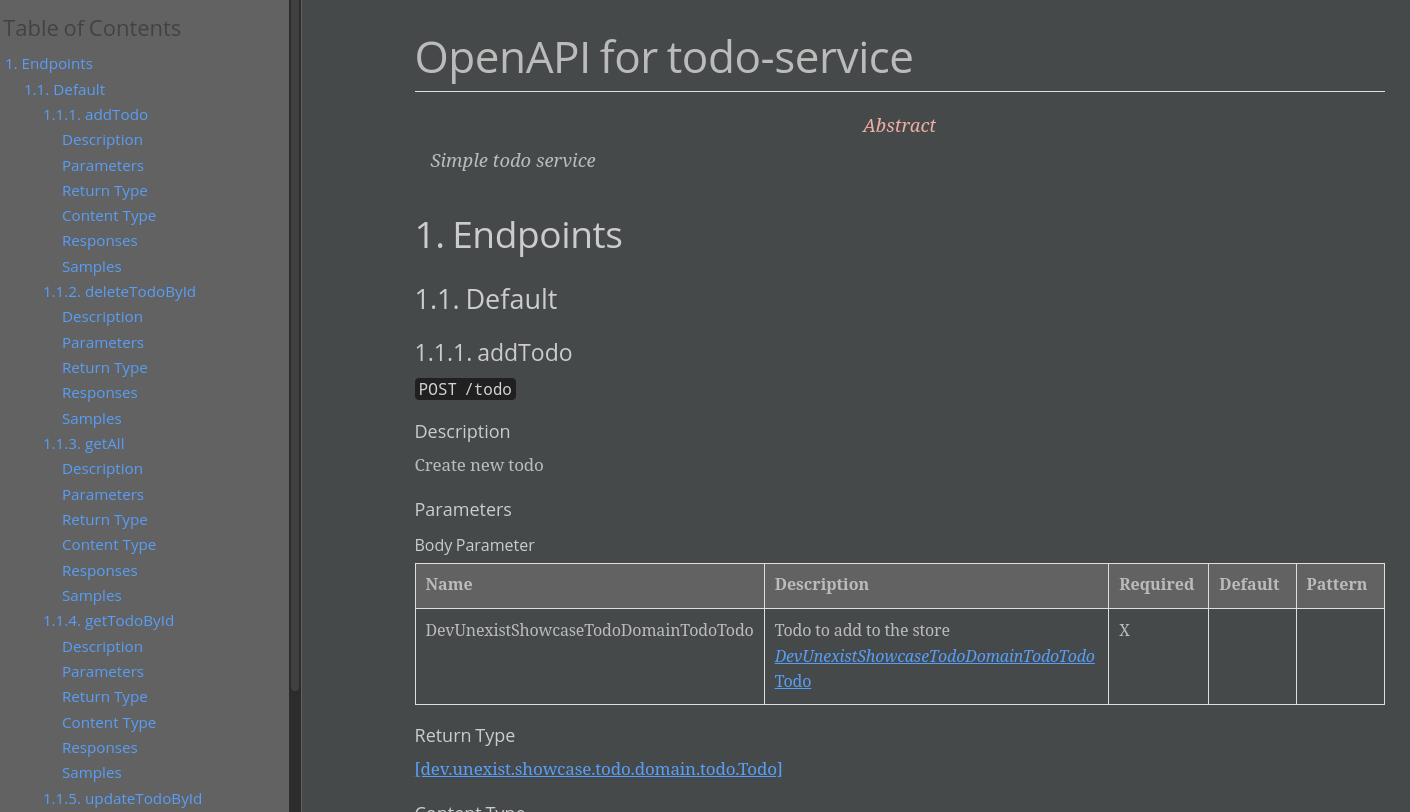 Table of Contents
1. Endpoints
1.1. Default
1.1.1. addTodo
Description
Parameters
Return Type
Content Type
Responses
Samples
1.1.2. deleteTodoById
Description
Parameters
Return Type
Responses
Samples
1.1.3. getAll
Description
Parameters
Return Type
Content Type
Responses
Samples
1.1.4. getTodoById
Description
Parameters
Return Type
Content Type
Responses
Samples
1.1.5. updateTodoById
OpenAPI for todo-service
Abstract
Simple todo service
1. Endpoints
1.1. Default
1.1.1. addTodo
POST /todo
Description
Create new todo
Parameters
Body Parameter
Name Description Required Default Pattern
DevUnexistShowcaseTodoDomainTodoTodo Todo to add to the store X
DevUnexistShowcaseTodoDomainTodoTodo
Todo
Return Type
[dev.unexist.showcase.todo.domain.todo.Todo]
Content Type